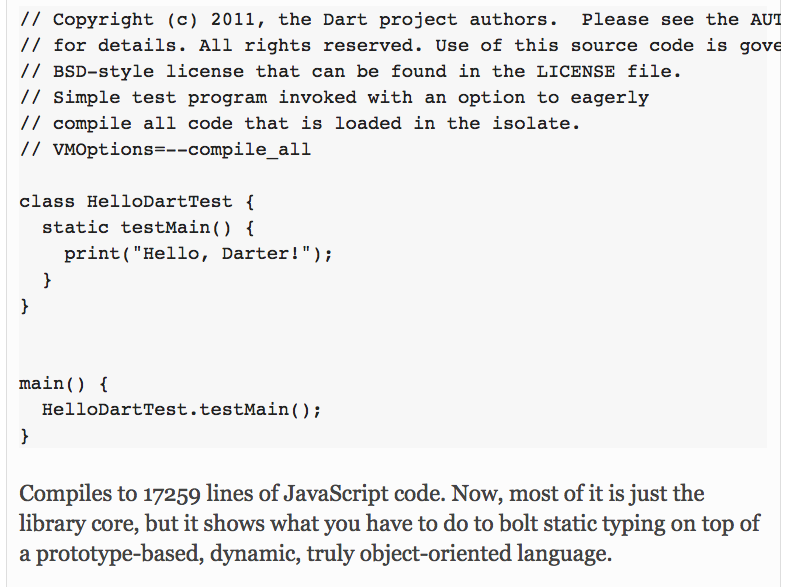 // Copyright (c) 2011, the Dart project authors.  Please see the AUT
// for details. All rights reserved. Use of this source code is gove
// BSD-style license that can be found in the LICENSE file.
// Simple test program invoked with an option to eagerly
// compile all code that is loaded in the isolate.
// VMOptions=--compile_all

class HelloDartTest {
  static testMain() {
    print("Hello, Darter!");
  }
}

main() {
  HelloDartTest.testMain();
}

Compiles to 17259 lines of JavaScript code. Now, most of it is just the
library core, but it shows what you have to do to bolt static typing on top of
a prototype-based, dynamic, truly object-oriented language.